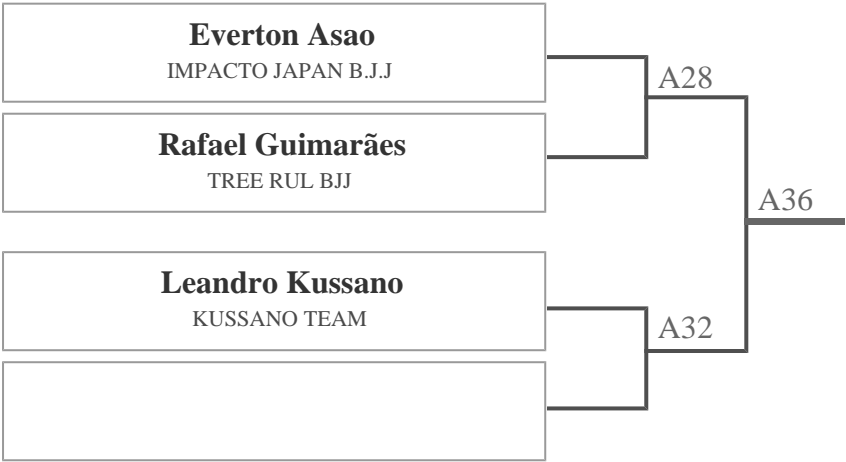 Everton Asao
IMPACTO JAPAN B.J.J
A28
Rafael Guimarães
TREE RUL BJJ
A36
Leandro Kussano
KUSSANO TEAM
A32